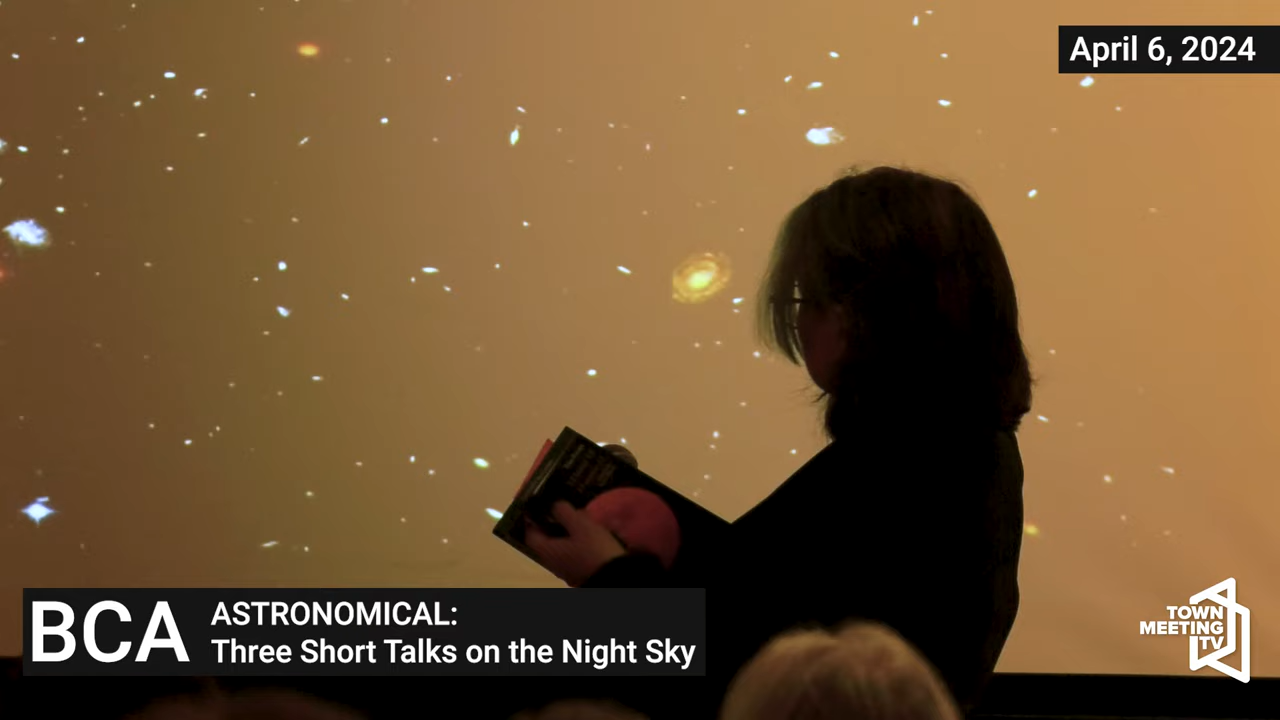 April 6, 2024
BCA
ASTRONOMICAL:
Three Short Talks on the Night Sky
TOWN
MEETING
TV